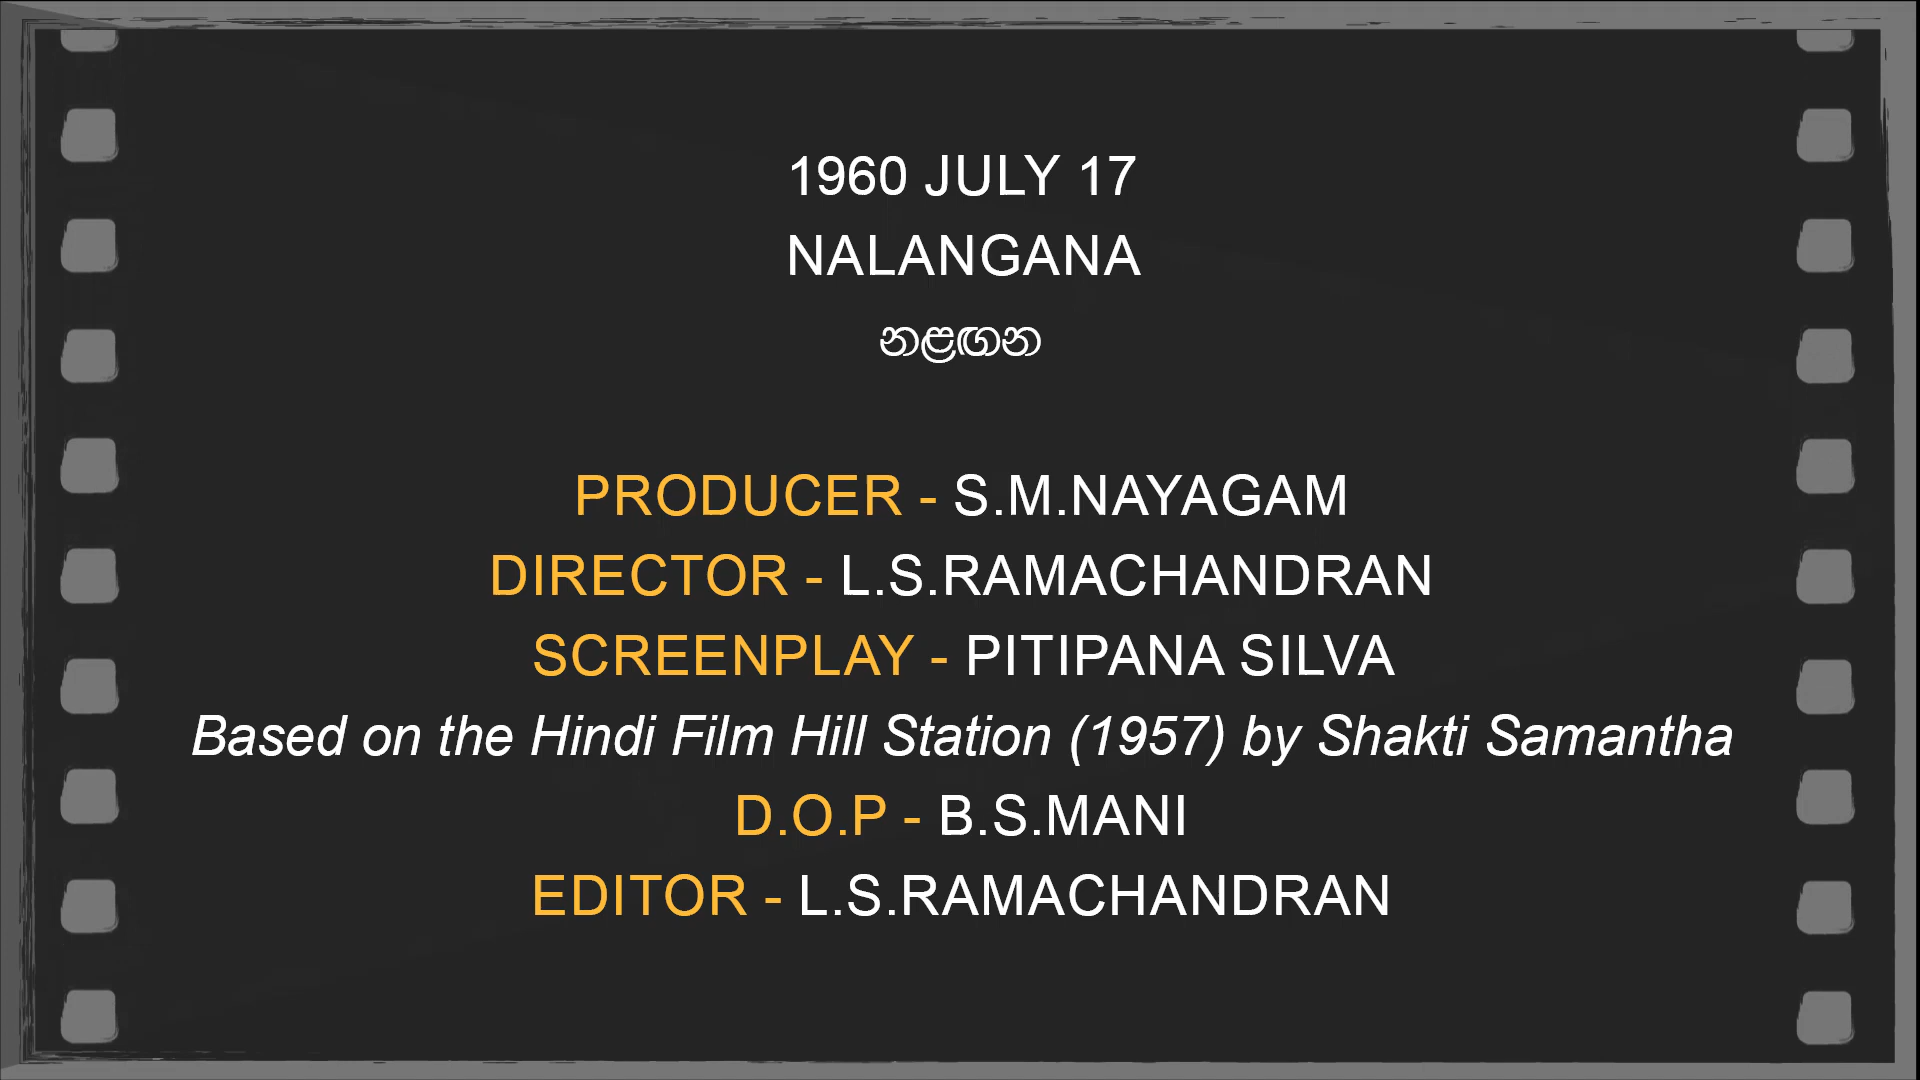 1960 JULY 17
NALANGANA
නළඟන
PRODUCER - S.M.NAYAGAM
DIRECTOR - L.S.RAMACHANDRAN
SCREENPLAY - PITIPANA SILVA
Based on the Hindi Film Hill Station (1957) by Shakti Samantha
D.O.P - B.S.MANI
EDITOR - L.S.RAMACHANDRAN